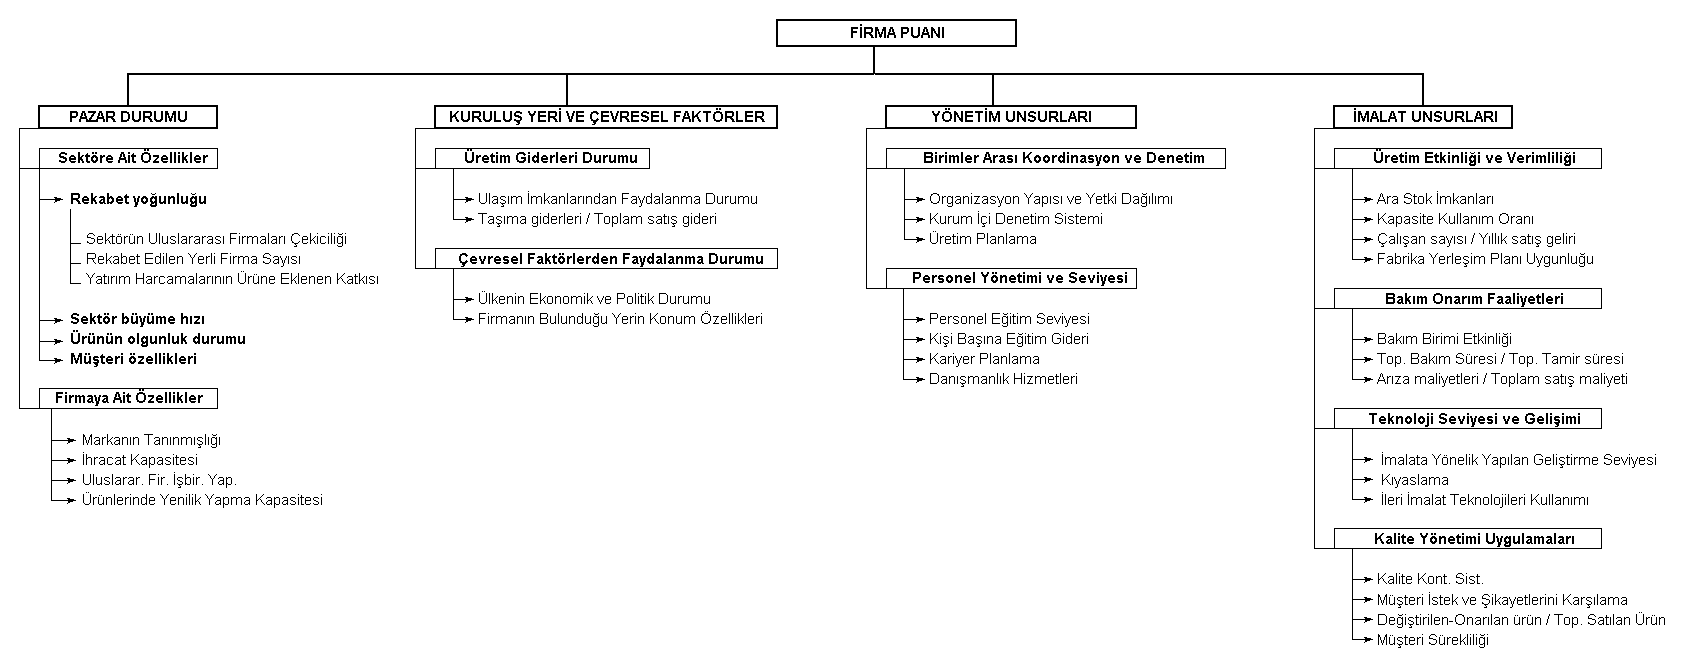 FİRMA PUANI
PAZAR DURUMU
Sektöre Ait Özellikler
Rekabet yoğunluğu
Sektörün Uluslararası Firmaları Çekiciliği
Rekabet Edilen Yerli Firma Sayısı
Yatırım Harcamalarının Ürüne Eklenen Katkısı
Sektör büyüme hızı
Ürünün olgunluk durumu
Müşteri özellikleri
Firmaya Ait Özellikler
Markanın Tanınmışlığı
İhracat Kapasitesi
Uluslarar. Fir. İşbir. Yap.
Ürünlerinde Yenilik Yapma Kapasitesi
KURULUŞ YERİ VE ÇEVRESEL FAKTÖRLER
Üretim Giderleri Durumu
Ulaşım İmkanlarından Faydalanma Durumu
Taşıma giderleri / Toplam satış gideri
Çevresel Faktörlerden Faydalanma Durumu
Ülkenin Ekonomik ve Politik Durumu
Firmanın Bulunduğu Yerin Konum Özellikleri
YÖNETİM UNSURLARI
Birimler Arası Koordinasyon ve Denetim
Organizasyon Yapısı ve Yetki Dağılımı
Kurum İçi Denetim Sistemi
Üretim Planlama
Personel Yönetimi ve Seviyesi
Personel Eğitim Seviyesi
Kişi Başına Eğitim Gideri
Kariyer Planlama
Danışmanlık Hizmetleri
İMALAT UNSURLARI
Üretim Etkinliği ve Verimliliği
Ara Stok İmkanları
Kapasite Kullanım Oranı
Çalışan sayısı / Yıllık satış geliri
Fabrika Yerleşim Planı Uygunluğu
Bakım Onarım Faaliyetleri
Bakım Birimi Etkinliği
Top. Bakım Süresi / Top. Tamir süresi
Arıza maliyetleri / Toplam satış maliyeti
Teknoloji Seviyesi ve Gelişimi
İmalata Yönelik Yapılan Geliştirme Seviyesi
Kıyaslama
İleri İmalat Teknolojileri Kullanımı
Kalite Yönetimi Uygulamaları
Kalite Kont. Sist.
Müşteri İstek ve Şikayetlerini Karşılama
Değiştirilen-Onarılan ürün / Top. Satılan Ürün
Müşteri Sürekliliği